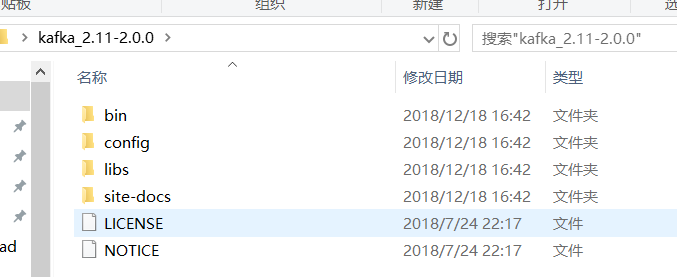 贴板 组织 新建 打开
kafka_2.11-2.0.0 搜索"kafka_2.11-2.0.0"
名称 修改日期 类型
bin 2018/12/18 16:42 文件夹
config 2018/12/18 16:42 文件夹
libs 2018/12/18 16:42 文件夹
site-docs 2018/12/18 16:42 文件夹
LICENSE 2018/7/24 22:17 文件
ad
NOTICE 2018/7/24 22:17 文件